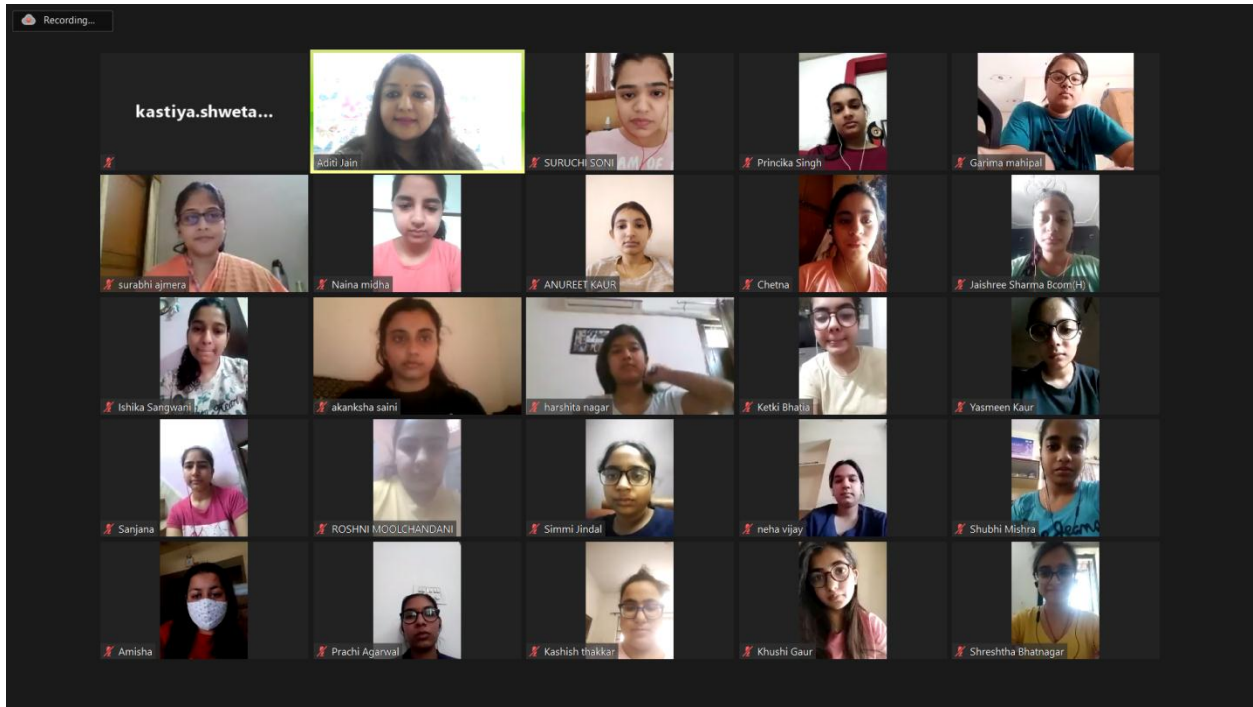 Recording...
kastiya.shweta...
Aditi Jain
SURUCHI SONI
Princika Singh
Garima mahipal
surabhi ajmera
Naina midha
ANUREET KAUR
Chetna
Jaishree Sharma Bcom(H)
Ishika Sangwani
akanksha saini
harshita nagar
Ketki Bhatia
Yasmeen Kaur
Sanjana
ROSHNI MOOLCHANDANI
Simmi Jindal
neha vijay
Shubhi Mishra
Amisha
Prachi Agarwal
Kashish thakkar
Khushi Gaur
Shreshtha Bhatnagar